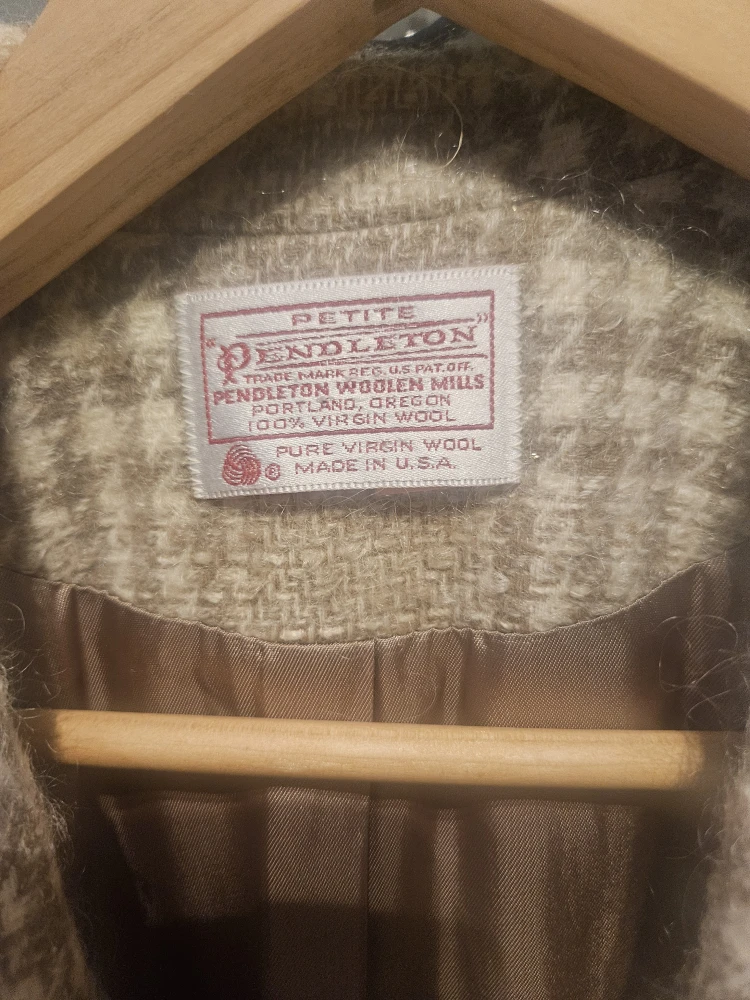 PETITE
"PENDLETON"
TRADE MARK REG. U.S. PAT. OFF.
PENDLETON WOOLEN MILLS
PORTLAND, OREGON
100% VIRGIN WOOL
® PURE VIRGIN WOOL
MADE IN U.S.A.